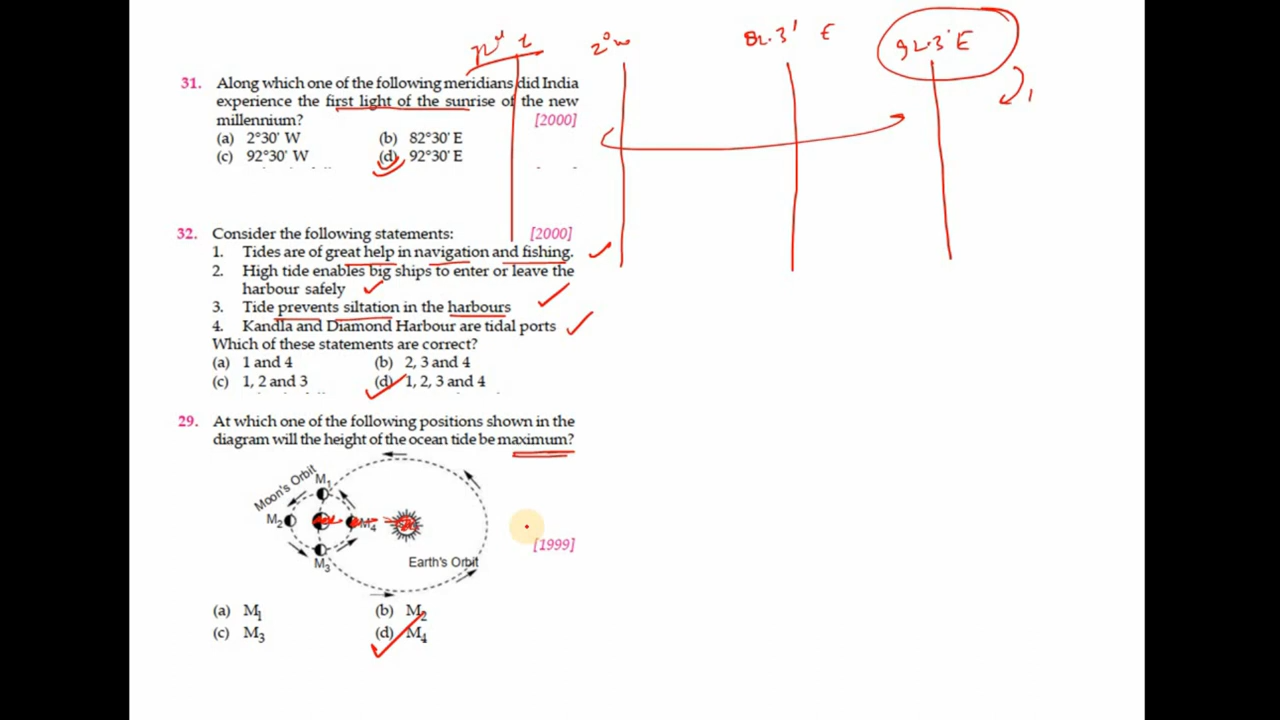 2°W
82.3' E
92.3' E
31. Along which one of the following meridians did India
experience the first light of the sunrise of the new
millennium? [2000]
(a) 2°30' W (b) 82°30' E
(c) 92°30' W (d) 92°30' E
32. Consider the following statements: [2000]
1. Tides are of great help in navigation and fishing.
2. High tide enables big ships to enter or leave the
harbour safely
3. Tide prevents siltation in the harbours
4. Kandla and Diamond Harbour are tidal ports
Which of these statements are correct?
(a) 1 and 4 (b) 2, 3 and 4
(c) 1, 2 and 3 (d) 1, 2, 3 and 4
29. At which one of the following positions shown in the
diagram will the height of the ocean tide be maximum?
Moon's Orbit
M1
M2
M4
M3
Earth's Orbit
[1999]
(a) M1 (b) M2
(c) M3 (d) M4